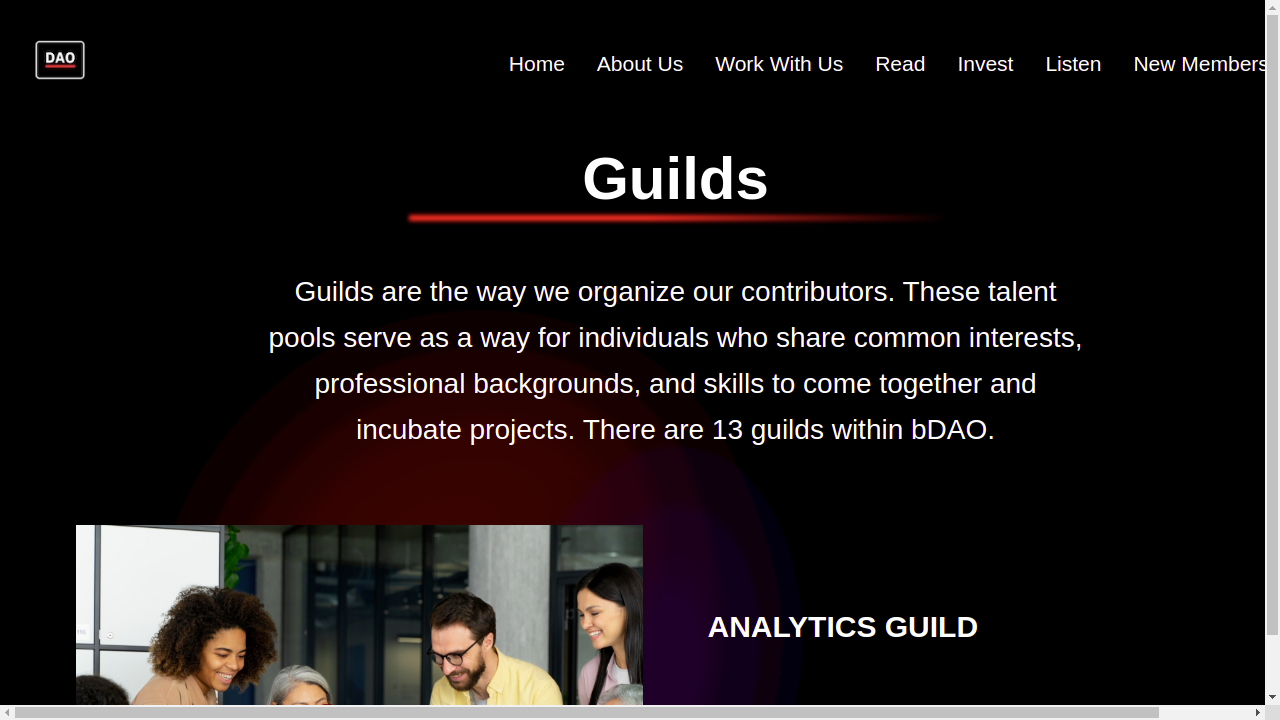 DAO
Home About Us Work With Us Read Invest Listen New Members
Guilds
Guilds are the way we organize our contributors. These talent
pools serve as a way for individuals who share common interests,
professional backgrounds, and skills to come together and
incubate projects. There are 13 guilds within bDAO.
ANALYTICS GUILD